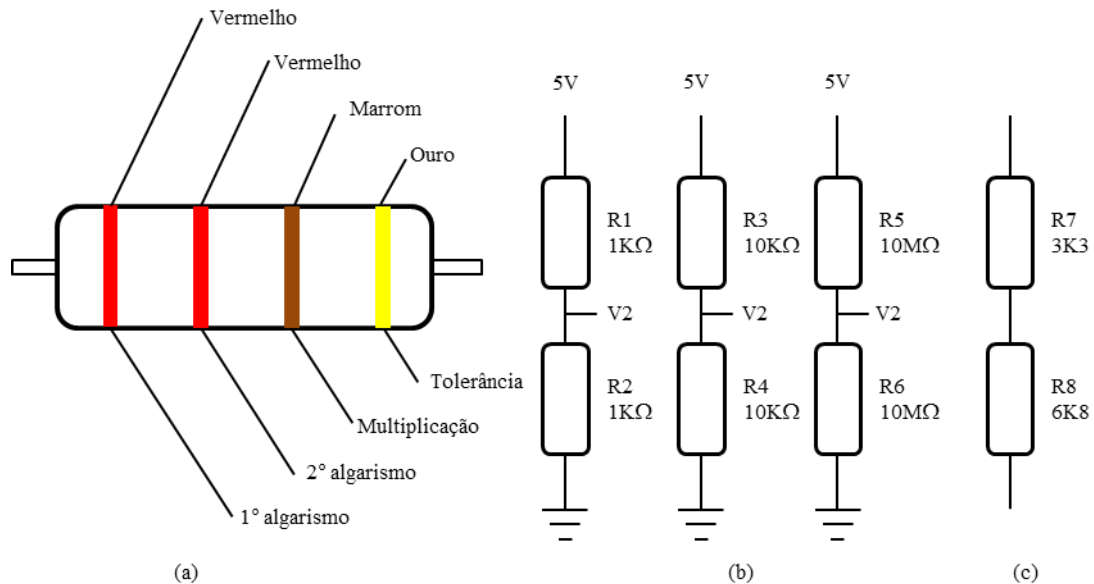 Vermelho
Vermelho
Marrom
Ouro
Tolerância
Multiplicação
2° algarismo
1° algarismo
(a)
5V
5V
5V
R1
1KΩ
R3
10KΩ
R5
10MΩ
V2
V2
V2
R2
1KΩ
R4
10KΩ
R6
10MΩ
(b)
R7
3K3
R8
6K8
(c)